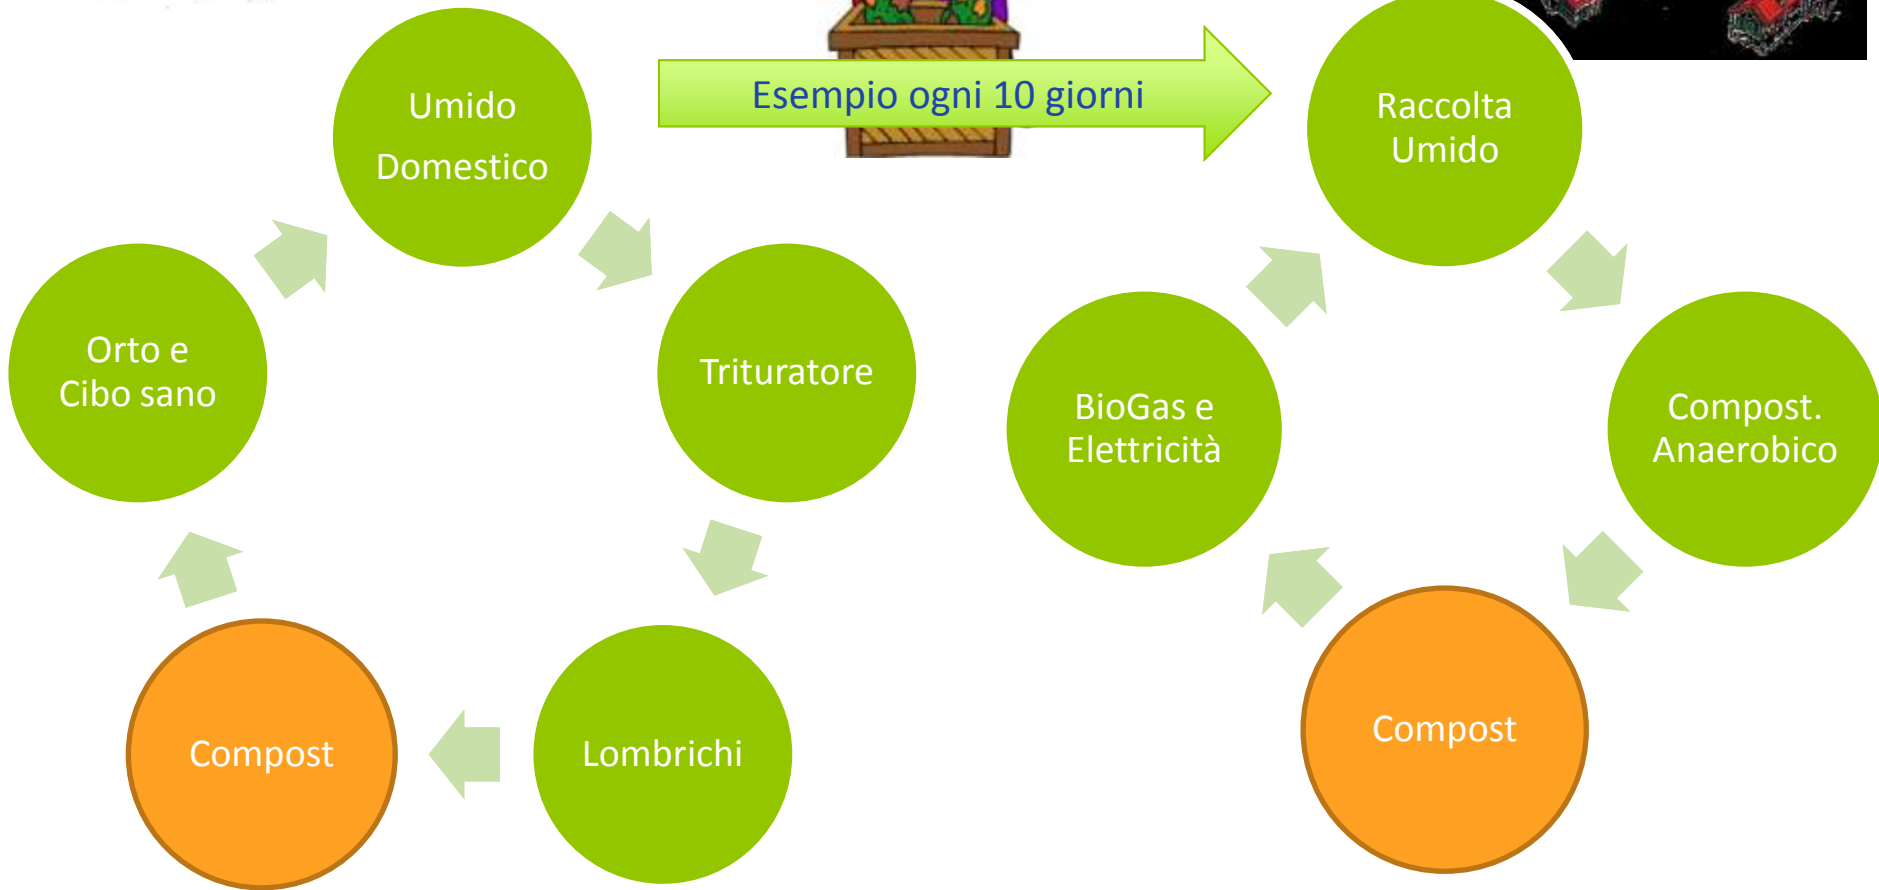 Umido
Domestico
Esempio ogni 10 giorni
Raccolta
Umido
Orto e
Cibo sano
Trituratore
BioGas e
Elettricità
Compost.
Anaerobico
Compost
Lombrichi
Compost